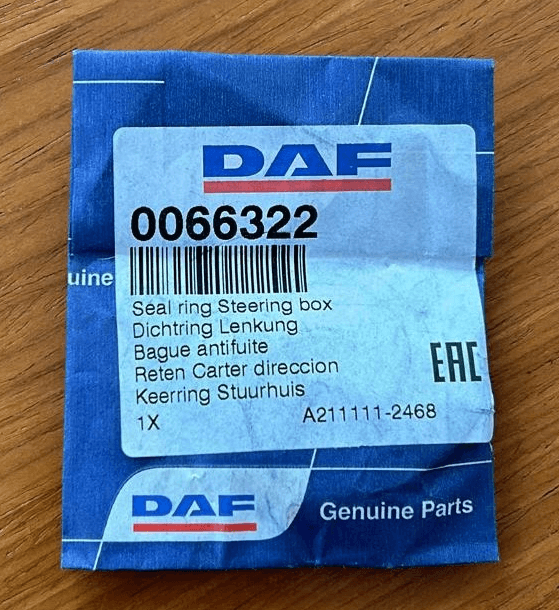 DAF
0066322
uine
Seal ring Steering box
Dichtring Lenkung
Bague antifuite
Reten Carter direccion
Keerring Stuurhuis
EAC
1X A211111-2468
DAF Genuine Parts